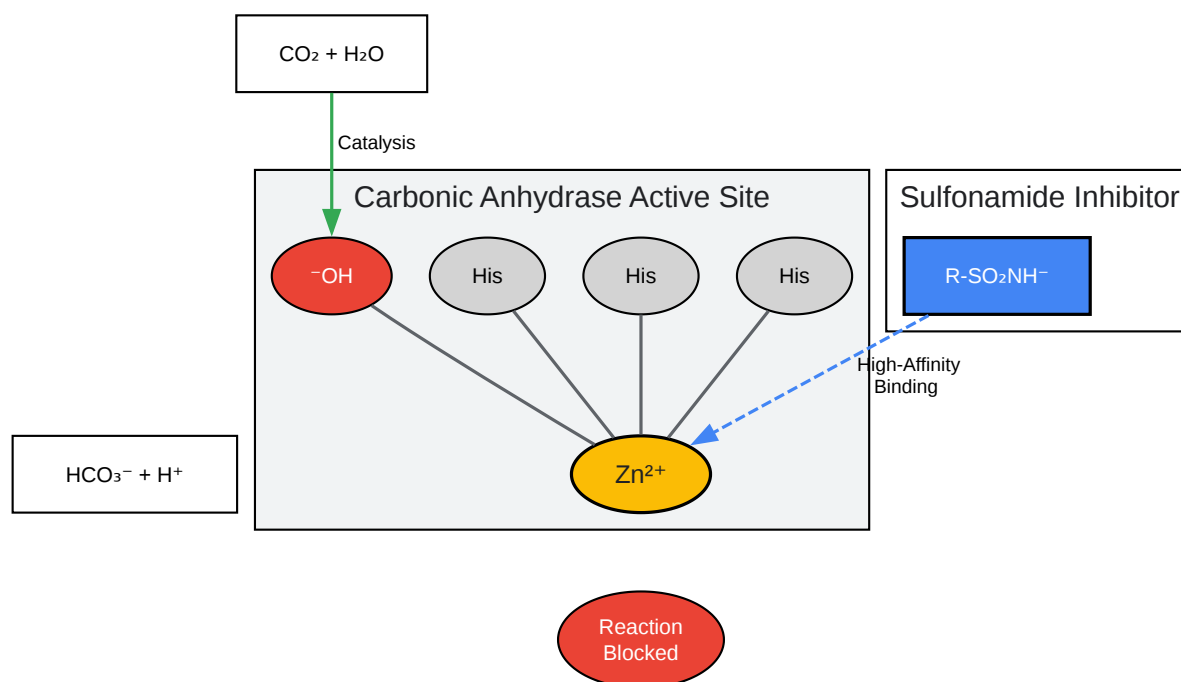 CO₂ + H₂O
Catalysis
Carbonic Anhydrase Active Site
Sulfonamide Inhibitor
⁻OH
His
His
His
R-SO₂NH⁻
High-Affinity
Binding
HCO₃⁻ + H⁺
Zn²⁺
Reaction
Blocked